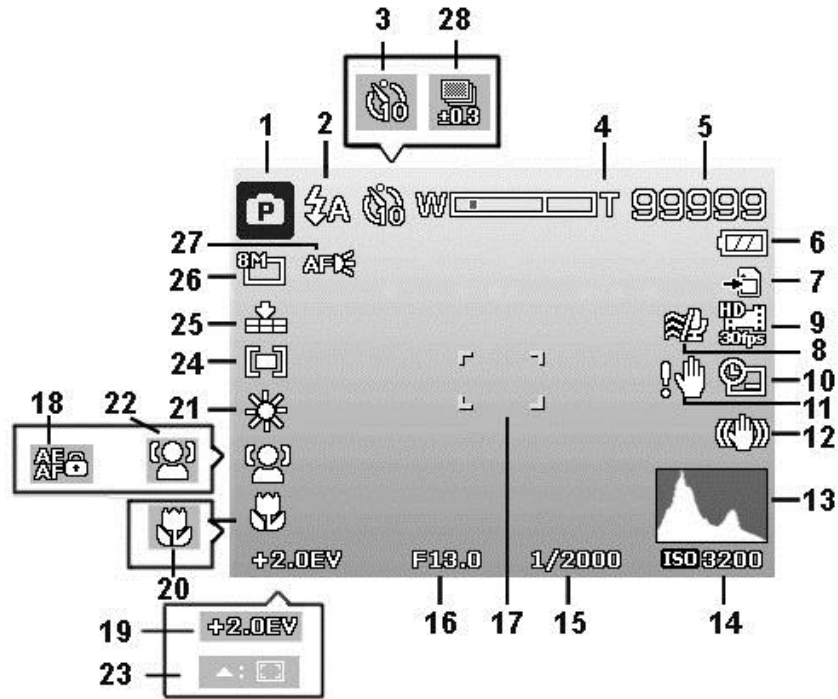 3 28
10 ±0.3
1 2 4 5
P A 10 W T 99999
27 6
8M AF
26 7
HD
25 9
30fps
8
24 10
18 22 21 11
AE
AF
12
13
+2.0EV F13.0 1/2000 ISO 3200
20
16 17 15 14
19 +2.0EV
23 :